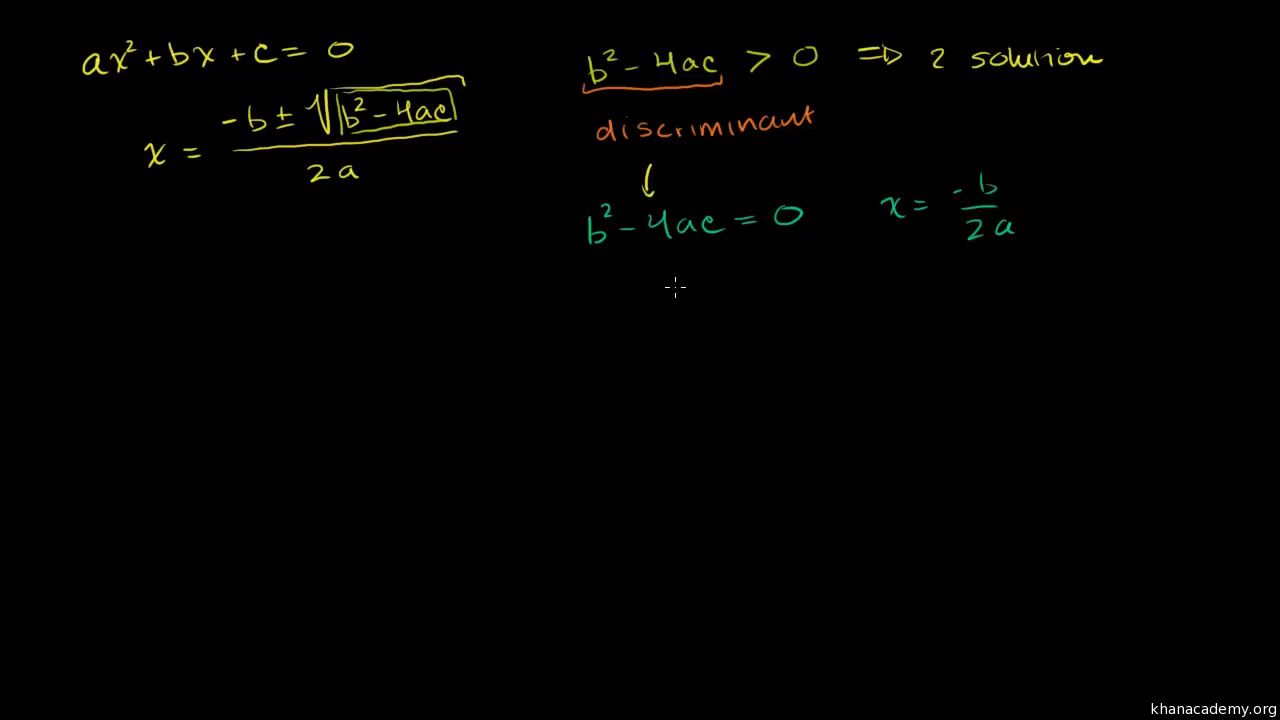 ax² + bx + c = 0
x = (-b ± √(b² - 4ac)) / 2a
b² - 4ac > 0 ⇒ 2 solution
discriminant
↓
b² - 4ac = 0 x = -b / 2a
khanacademy.org